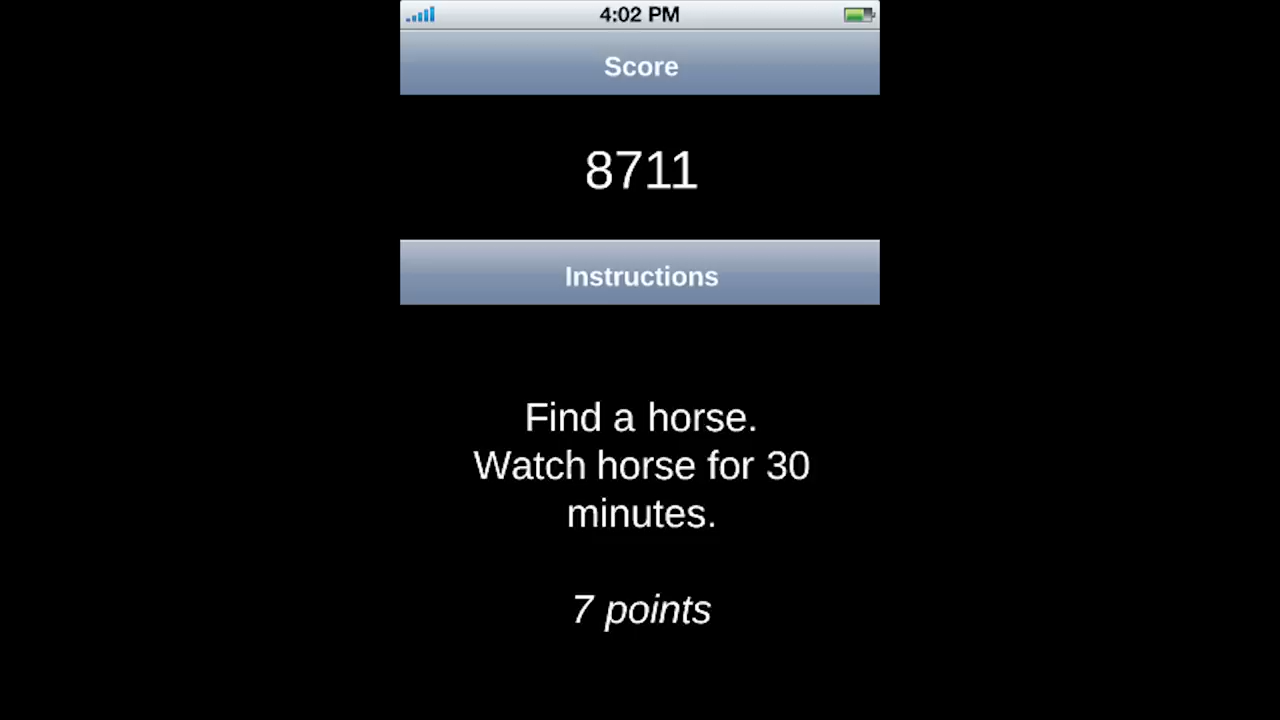 4:02 PM
Score
8711
Instructions
Find a horse.
Watch horse for 30
minutes.
7 points